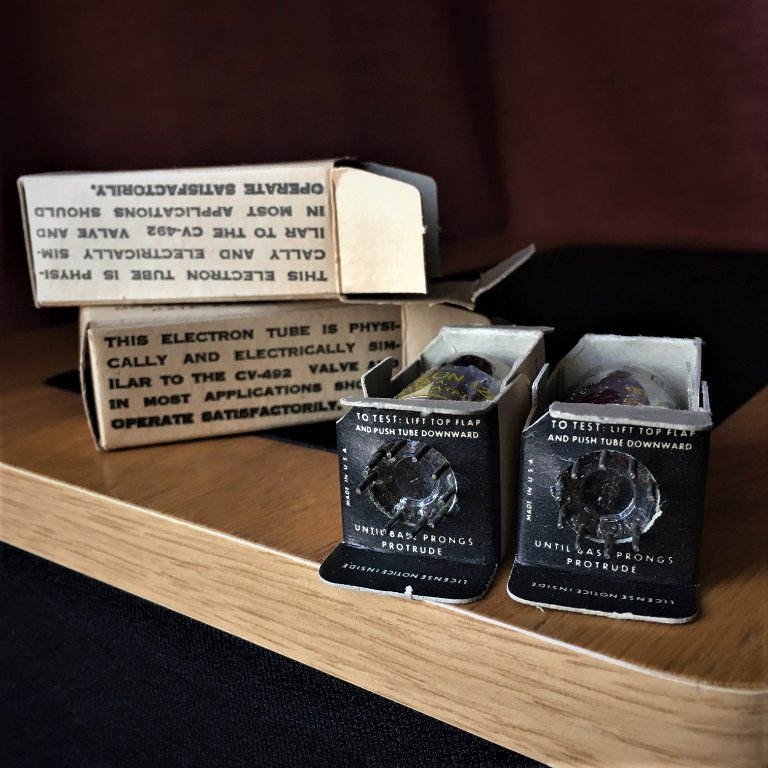 THIS ELECTRON TUBE IS PHYSI-
CALLY AND ELECTRICALLY SIM-
ILAR TO THE CV-492 VALVE AND
IN MOST APPLICATIONS SHOULD
OPERATE SATISFACTORILY.
THIS ELECTRON TUBE IS PHYSI-
CALLY AND ELECTRICALLY SIM-
ILAR TO THE CV-492 VALVE AND
IN MOST APPLICATIONS SHO
OPERATE SATISFACTORILY.
TO TEST: LIFT TOP FLAP
AND PUSH TUBE DOWNWARD
MADE IN U.S.A.
UNTIL BASE PRONGS
PROTRUDE
LICENSE NOTICE INSIDE
TO TEST: LIFT TOP FLAP
AND PUSH TUBE DOWNWARD
MADE IN U.S.A.
UNTIL BASE PRONGS
PROTRUDE
LICENSE NOTICE INSIDE